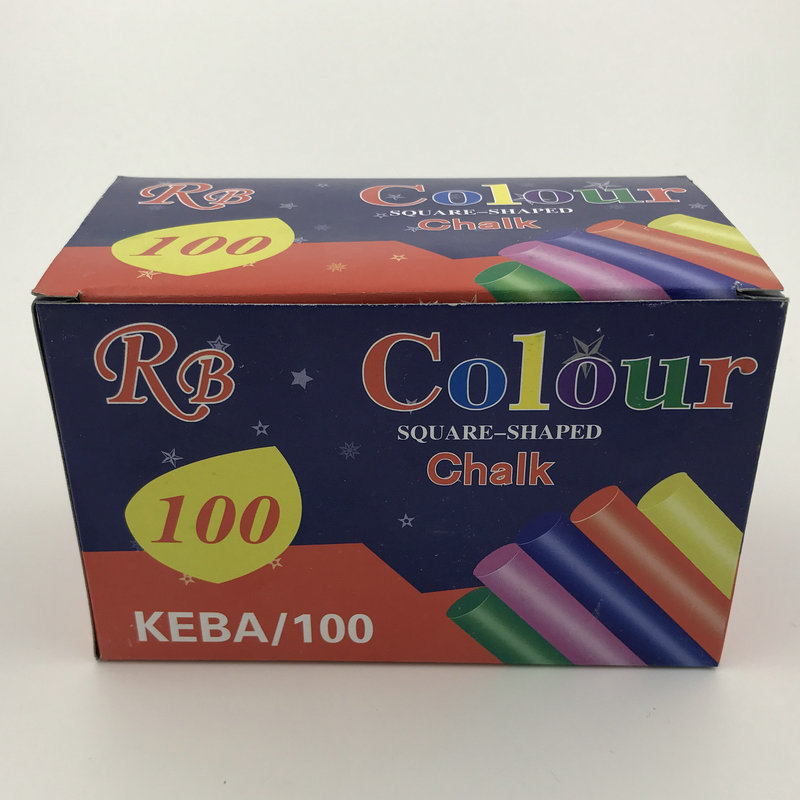 RB
Colour
SQUARE-SHAPED
Chalk
100
RB
Colour
SQUARE-SHAPED
Chalk
100
KEBA/100